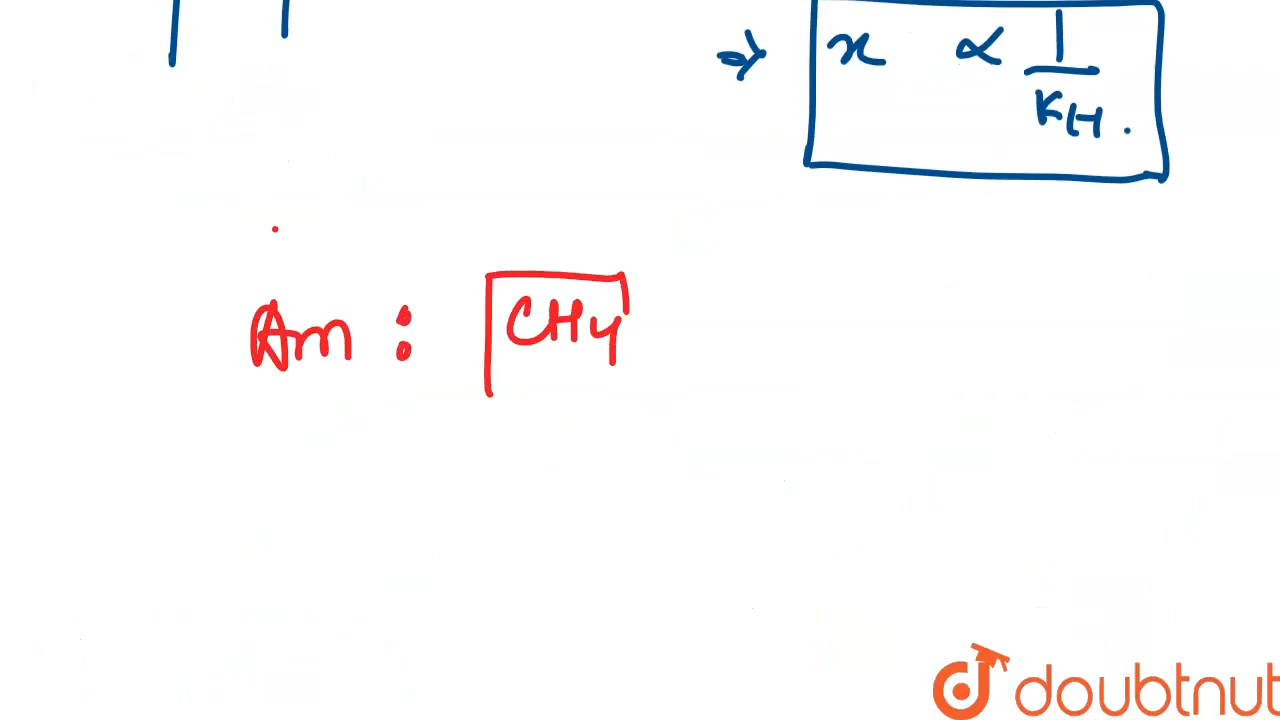 ⇒ x ∝ 1/KH.
Ans : CH4
doubtnut